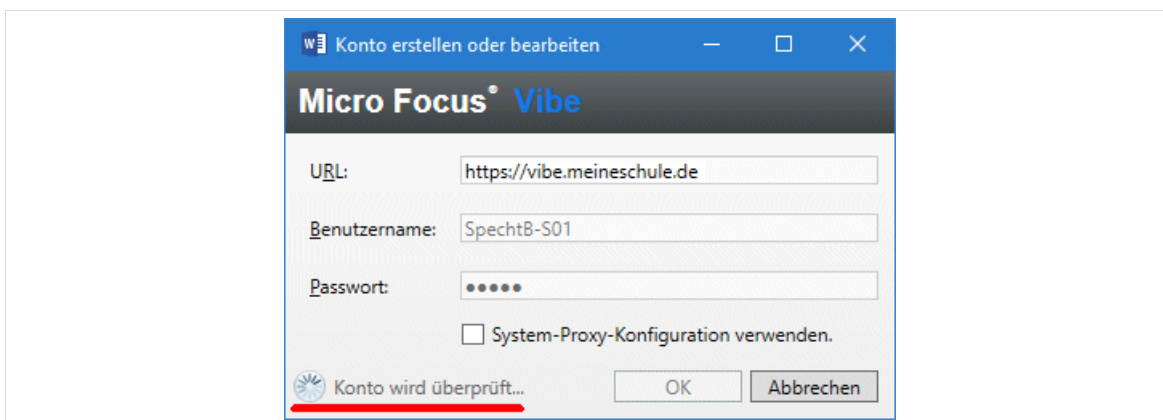 Konto erstellen oder bearbeiten
Micro Focus® Vibe
URL: https://vibe.meineschule.de
Benutzername: SpechtB-S01
Passwort: •••••
System-Proxy-Konfiguration verwenden.
Konto wird überprüft... OK Abbrechen